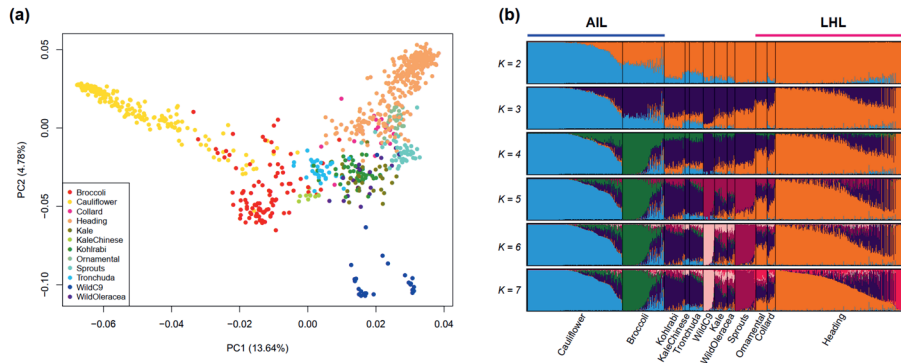 (a)
0.05
0.00
−0.05
−0.10
PC2 (4.78%)
Broccoli
Cauliflower
Collard
Heading
Kale
KaleChinese
Kohlrabi
Ornamental
Sprouts
Tronchuda
WildC9
WildOleracea
−0.06
−0.04
−0.02
0.00
0.02
0.04
PC1 (13.64%)
(b)
AIL
LHL
K = 2
K = 3
K = 4
K = 5
K = 6
K = 7
Cauliflower
Broccoli
Kohlrabi
KaleChinese
Tronchuda
WildC9
Kale
WildOleracea
Sprouts
Ornamental
Collard
Heading